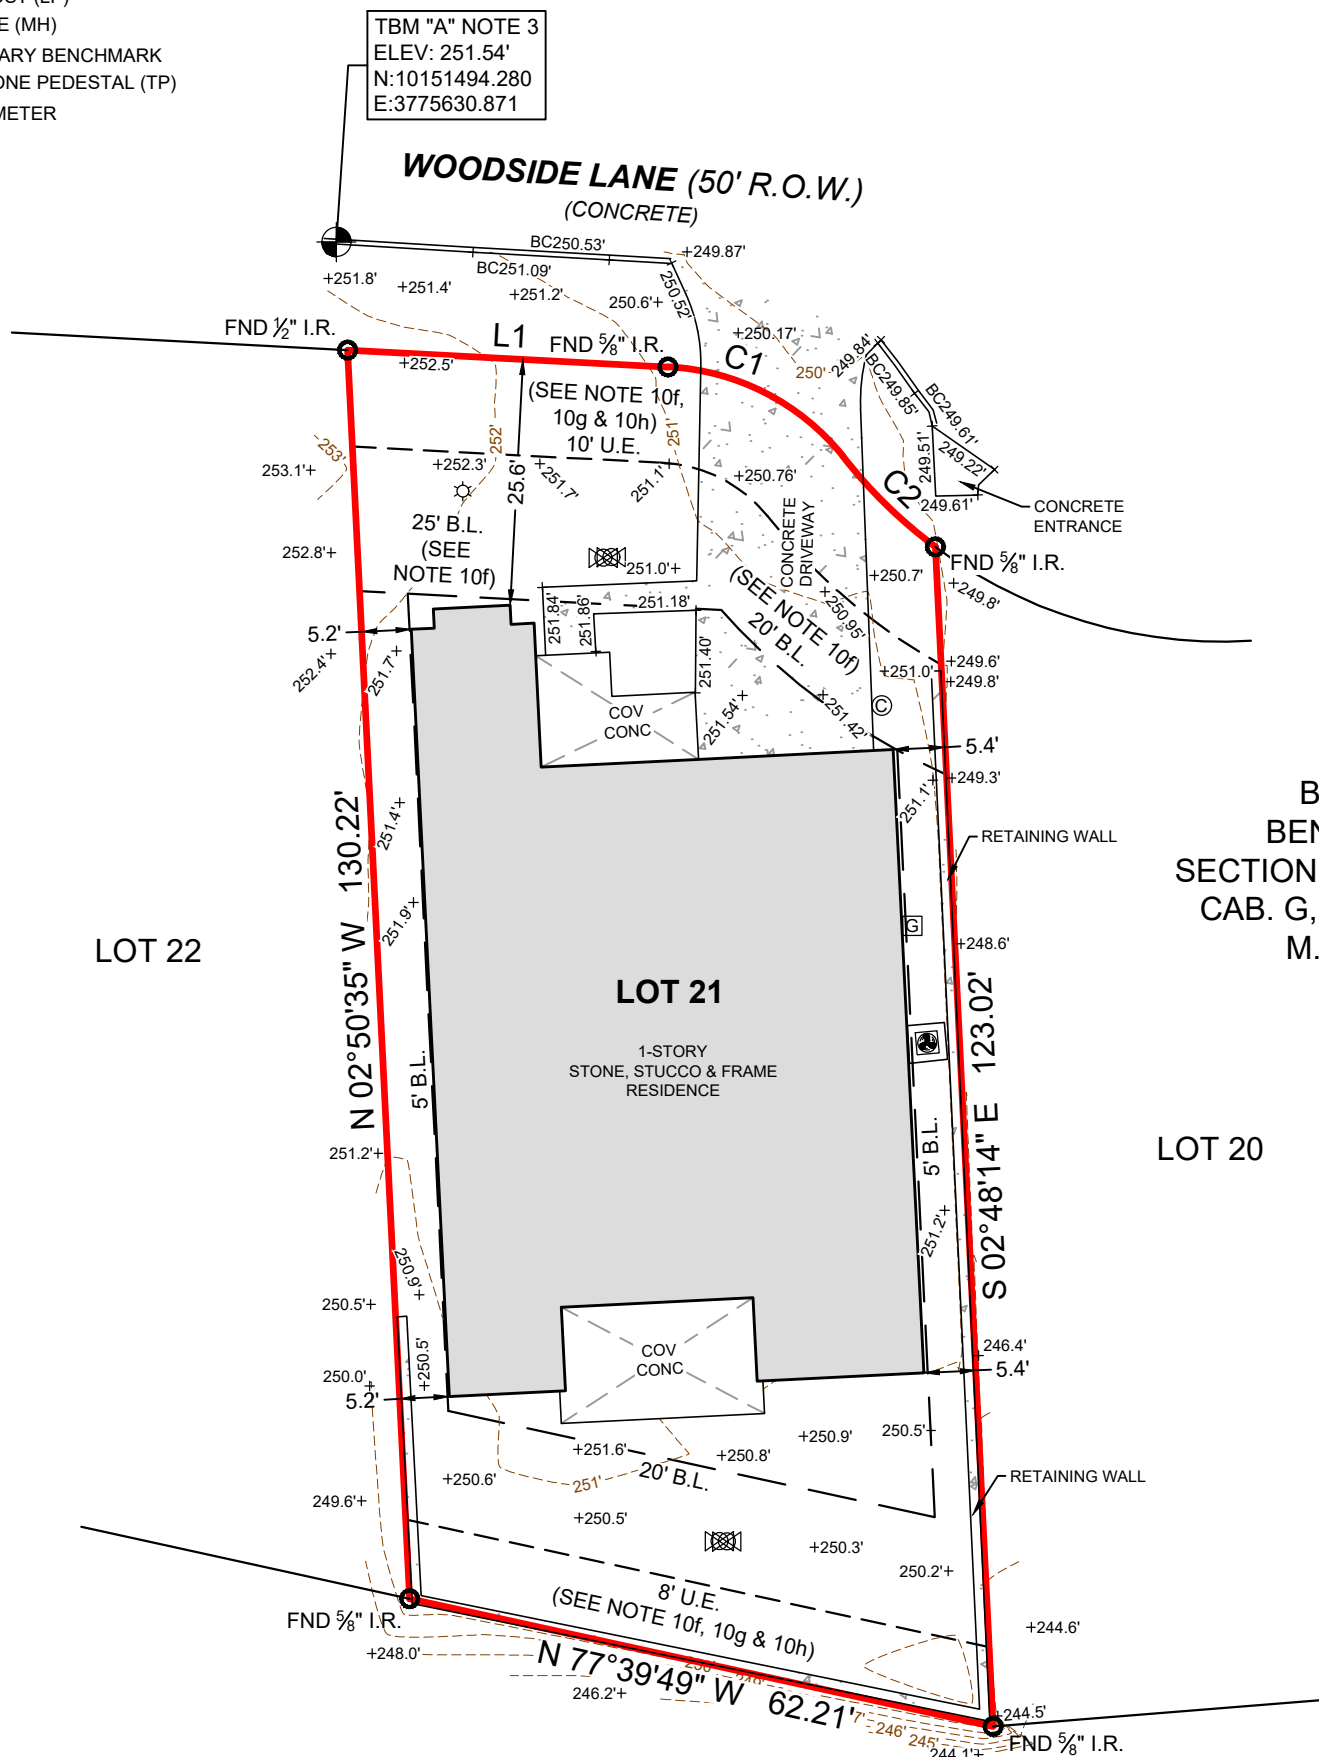 E (MH)
ARY BENCHMARK
ONE PEDESTAL (TP)
METER
TBM "A" NOTE 3
ELEV: 251.54'
N:10151494.280
E:3775630.871
WOODSIDE LANE (50' R.O.W.)
(CONCRETE)
BC250.53'
+249.87'
BC251.09'
+251.8'
+251.4'
+251.2'
250.6'+
250.52'
+250.17'
FND ½" I.R.
L1
FND ⅝" I.R.
C1
250'
249.84'
BC249.85'
BC249.61'
+252.5'
(SEE NOTE 10f,
10g & 10h)
10' U.E.
252'
251'
253'
253.1'+
+252.3'
×251.7'
251.1'+
+250.76'
249.51'
249.22'
249.61'
C2
CONCRETE
ENTRANCE
25.6'
25' B.L.
(SEE
NOTE 10f)
252.8'+
CONCRETE
DRIVEWAY
FND ⅝" I.R.
251.0'+
+250.7'
+249.8'
(SEE NOTE 10f)
20' B.L.
×250.95'
251.84'
251.86'
251.18'
251.40'
5.2'
252.4'×
251.7'×
+251.0'
+249.6'
+249.8'
COV
CONC
251.54'×
×251.42'
C
5.4'
+249.3'
251.1'
251.4'×
RETAINING WALL
B
BEN
SECTION
CAB. G,
M.
N 02°50'35" W 130.22'
251.9'×
G
+248.6'
LOT 22
LOT 21
1-STORY
STONE, STUCCO & FRAME
RESIDENCE
S 02°48'14" E 123.02'
5' B.L.
5' B.L.
LOT 20
251.2'+
251.2'×
250.9'+
250.5'+
+250.5'
250.0'+
5.2'
COV
CONC
246.4'
5.4'
+251.6'
+250.8'
+250.9'
250.5'+
+250.6'
251'
20' B.L.
RETAINING WALL
249.6'+
+250.5'
+250.3'
250.2'+
8' U.E.
(SEE NOTE 10f, 10g & 10h)
FND ⅝" I.R.
+248.0'
+244.6'
N 77°39'49" W 62.21'
246.2'+
246'
245'
+244.5'
FND ⅝" I.R.
244.1'+